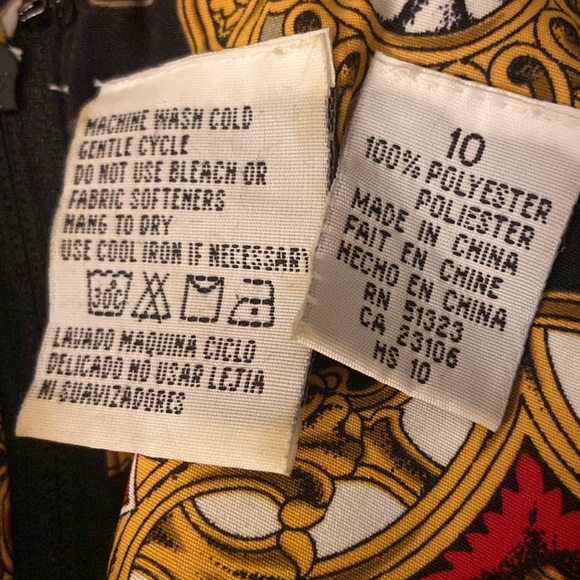 MACHINE WASH COLD
GENTLE CYCLE
DO NOT USE BLEACH OR
FABRIC SOFTENERS
HANG TO DRY
USE COOL IRON IF NECESSARY
30C
LAVADO MAQUINA CICLO
DELICADO NO USAR LEJIA
NI SUAVIZADORES
10
100% POLYESTER
POLIESTER
MADE IN CHINA
FAIT EN CHINE
HECHO EN CHINA
RN 51323
CA 23106
HS 10